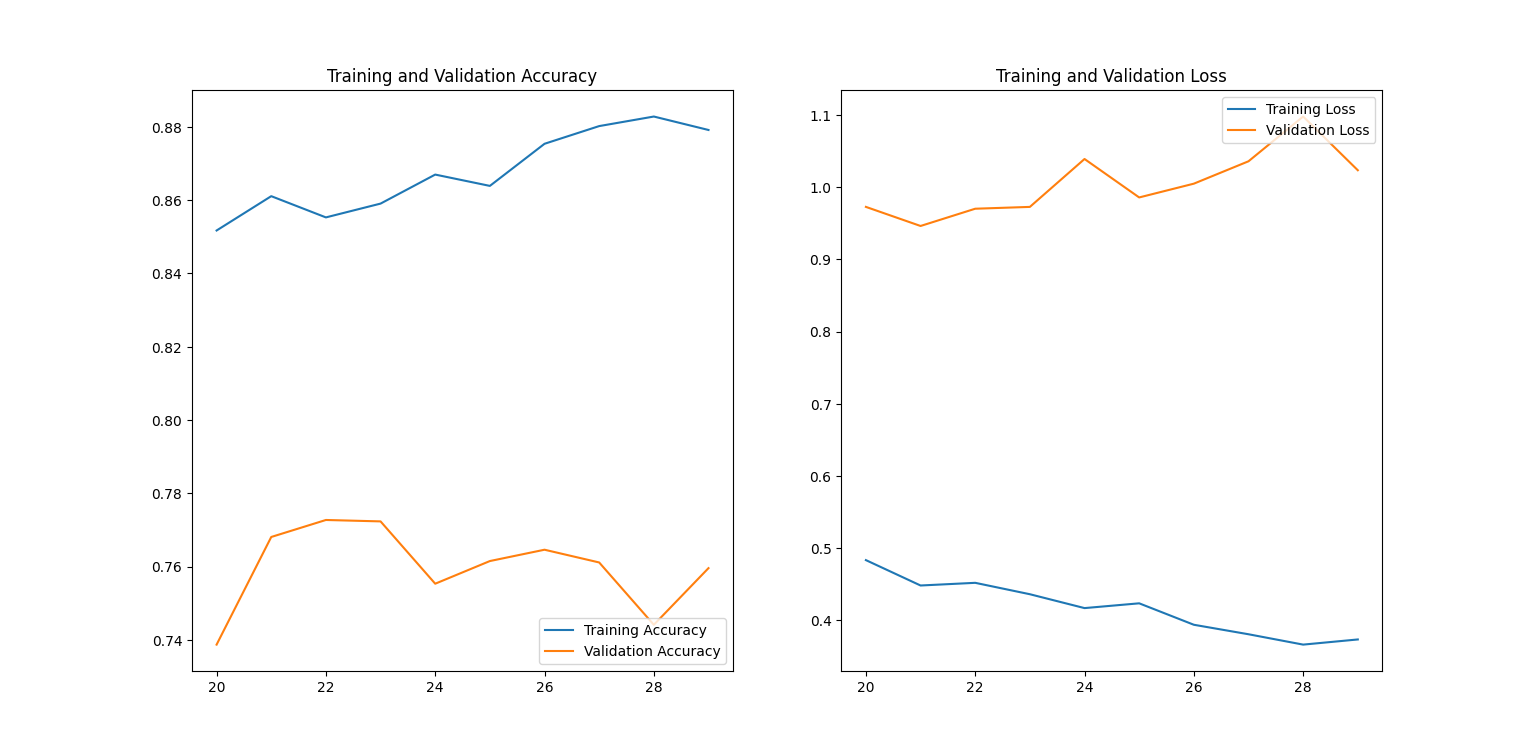 Training and Validation Accuracy
0.88
0.86
0.84
0.82
0.80
0.78
0.76
0.74
Training Accuracy
Validation Accuracy
20 22 24 26 28
Training and Validation Loss
1.1
1.0
0.9
0.8
0.7
0.6
0.5
0.4
Training Loss
Validation Loss
20 22 24 26 28